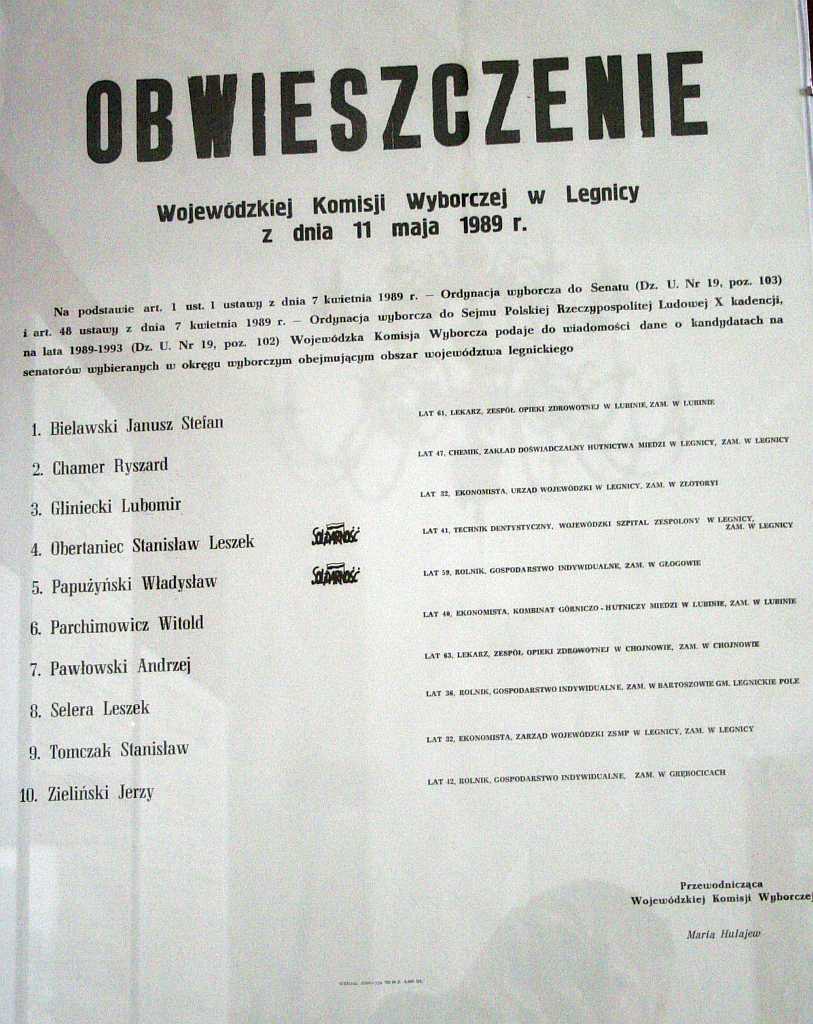 OBWIESZCZENIE
Wojewódzkiej Komisji Wyborczej w Legnicy
z dnia 11 maja 1989 r.
Na podstawie art. 1 ust. 1 ustawy z dnia 7 kwietnia 1989 r. — Ordynacja wyborcza do Senatu (Dz. U. Nr 19, poz. 103)
i art. 48 ustawy z dnia 7 kwietnia 1989 r. — Ordynacja wyborcza do Sejmu Polskiej Rzeczypospolitej Ludowej X kadencji,
na lata 1989-1993 (Dz. U. Nr 19, poz. 102) Wojewódzka Komisja Wyborcza podaje do wiadomości dane o kandydatach na
senatorów wybieranych w okręgu wyborczym obejmującym obszar województwa legnickiego
1. Bielawski Janusz Stefan LAT 61, LEKARZ, ZESPÓŁ OPIEKI ZDROWOTNEJ W LUBINIE, ZAM. W LUBINIE
2. Chamer Ryszard LAT 47, CHEMIK, ZAKŁAD DOŚWIADCZALNY HUTNICTWA MIEDZI W LEGNICY, ZAM. W LEGNICY
3. Gliniecki Lubomir LAT 32, EKONOMISTA, URZĄD WOJEWÓDZKI W LEGNICY, ZAM. W ZŁOTORYI
4. Obertaniec Stanisław Leszek SOLIDARNOŚĆ LAT 41, TECHNIK DENTYSTYCZNY, WOJEWÓDZKI SZPITAL ZESPOLONY W LEGNICY,
ZAM. W LEGNICY
5. Papużyński Władysław SOLIDARNOŚĆ LAT 59, ROLNIK, GOSPODARSTWO INDYWIDUALNE, ZAM. W GŁOGOWIE
6. Parchimowicz Witold LAT 40, EKONOMISTA, KOMBINAT GÓRNICZO-HUTNICZY MIEDZI W LUBINIE, ZAM. W LUBINIE
7. Pawłowski Andrzej LAT 63, LEKARZ, ZESPÓŁ OPIEKI ZDROWOTNEJ W CHOJNOWIE, ZAM. W CHOJNOWIE
8. Selera Leszek LAT 36, ROLNIK, GOSPODARSTWO INDYWIDUALNE, ZAM. W BARTOSZOWIE GM. LEGNICKIE POLE
9. Tomczak Stanisław LAT 32, EKONOMISTA, ZARZĄD WOJEWÓDZKI ZSMP W LEGNICY, ZAM. W LEGNICY
10. Zieliński Jerzy LAT 42, ROLNIK, GOSPODARSTWO INDYWIDUALNE, ZAM. W GRĘBOCICACH
Przewodnicząca
Wojewódzkiej Komisji Wyborczej
Maria Hulajew